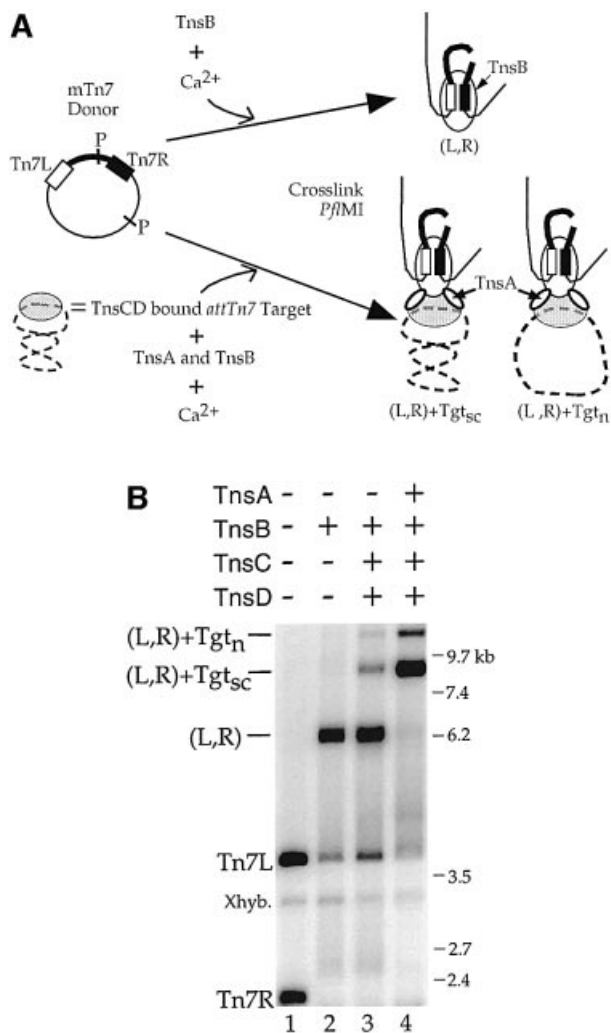 A
TnsB
+
Ca2+
mTn7
Donor
P
Tn7L
Tn7R
P
TnsB
(L,R)
Crosslink
PflMI
TnsA
= TnsCD bound attTn7 Target
+
TnsA and TnsB
+
Ca2+
(L,R)+Tgtsc
(L ,R)+Tgtn
B
TnsA - - - +
TnsB - + + +
TnsC - - + +
TnsD - - + +
(L,R)+Tgtn
-9.7 kb
(L,R)+Tgtsc
-7.4
(L,R)
-6.2
Tn7L
-3.5
Xhyb.
-2.7
-2.4
Tn7R
1 2 3 4